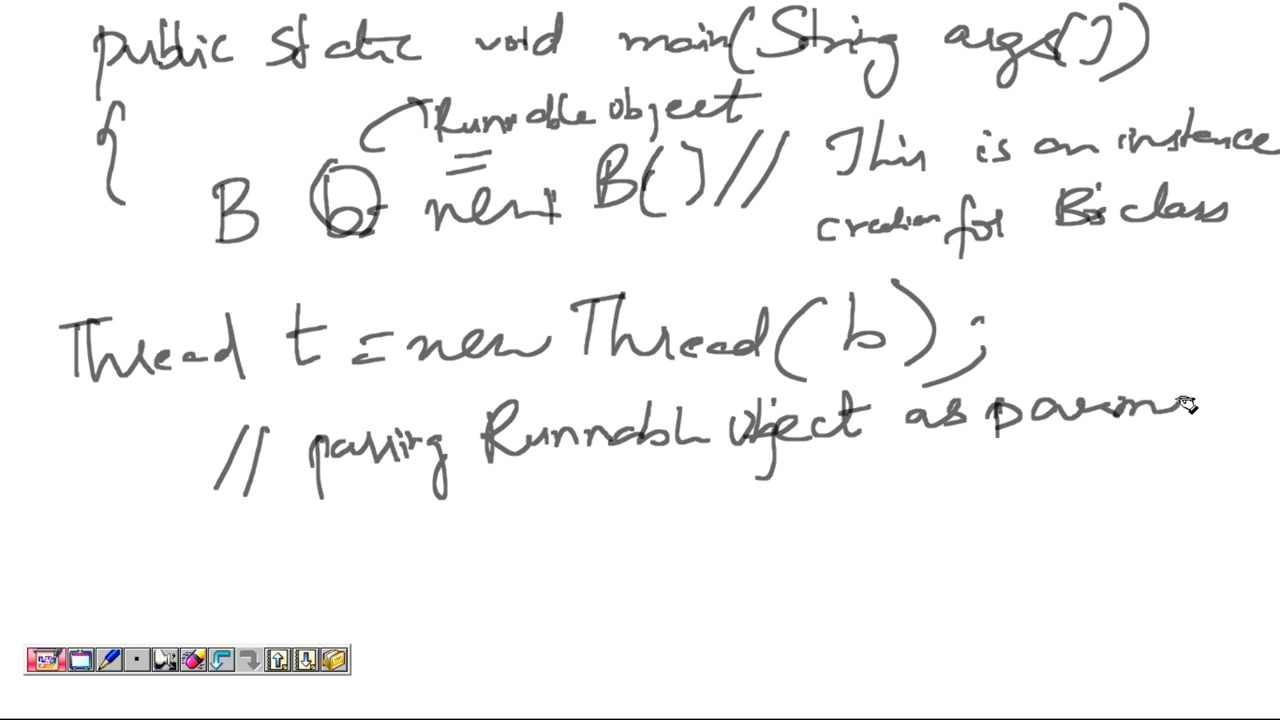 public static void main(String args[])
{
Runnable object
B b = new B() // This is an instance
creation for B's class
Thread t = new Thread(b);
// passing Runnable object as param